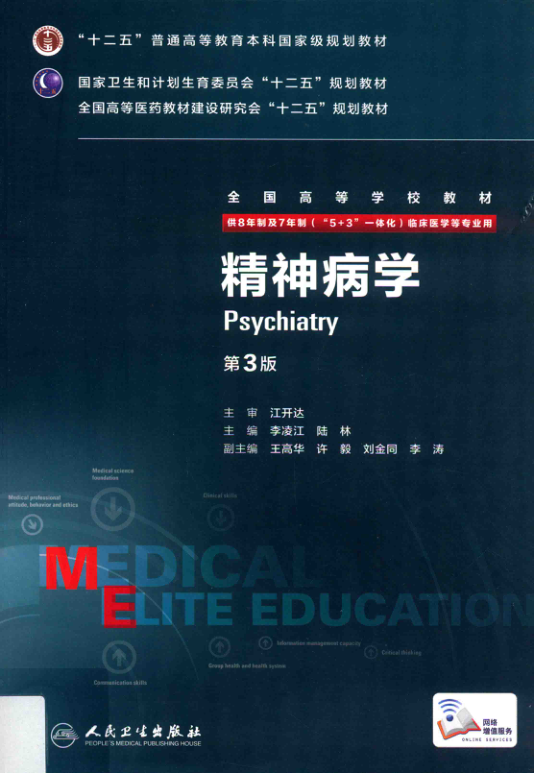 “十二五”普通高等教育本科国家级规划教材
国家卫生和计划生育委员会“十二五”规划教材
全国高等医药教材建设研究会“十二五”规划教材
全国高等学校教材
供8年制及7年制（“5+3”一体化）临床医学等专业用
精神病学
Psychiatry
第3版
主 审 江开达
主 编 李凌江 陆 林
副主编 王高华 许 毅 刘金同 李 涛
Medical science
foundation
Medical professional
attitude, behavior and ethics
Clinical skills
MEDICAL
ELITE EDUCATION
Information management capacity
Critical thinking
Group health and health system
Communication skills
人民卫生出版社
PEOPLE'S MEDICAL PUBLISHING HOUSE
网络
增值服务
ONLINE SERVICES